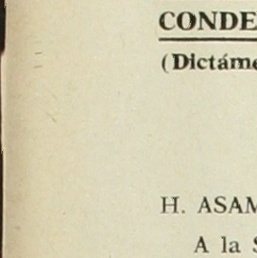 CONDE
(Dictáme
H. ASAM
A la S